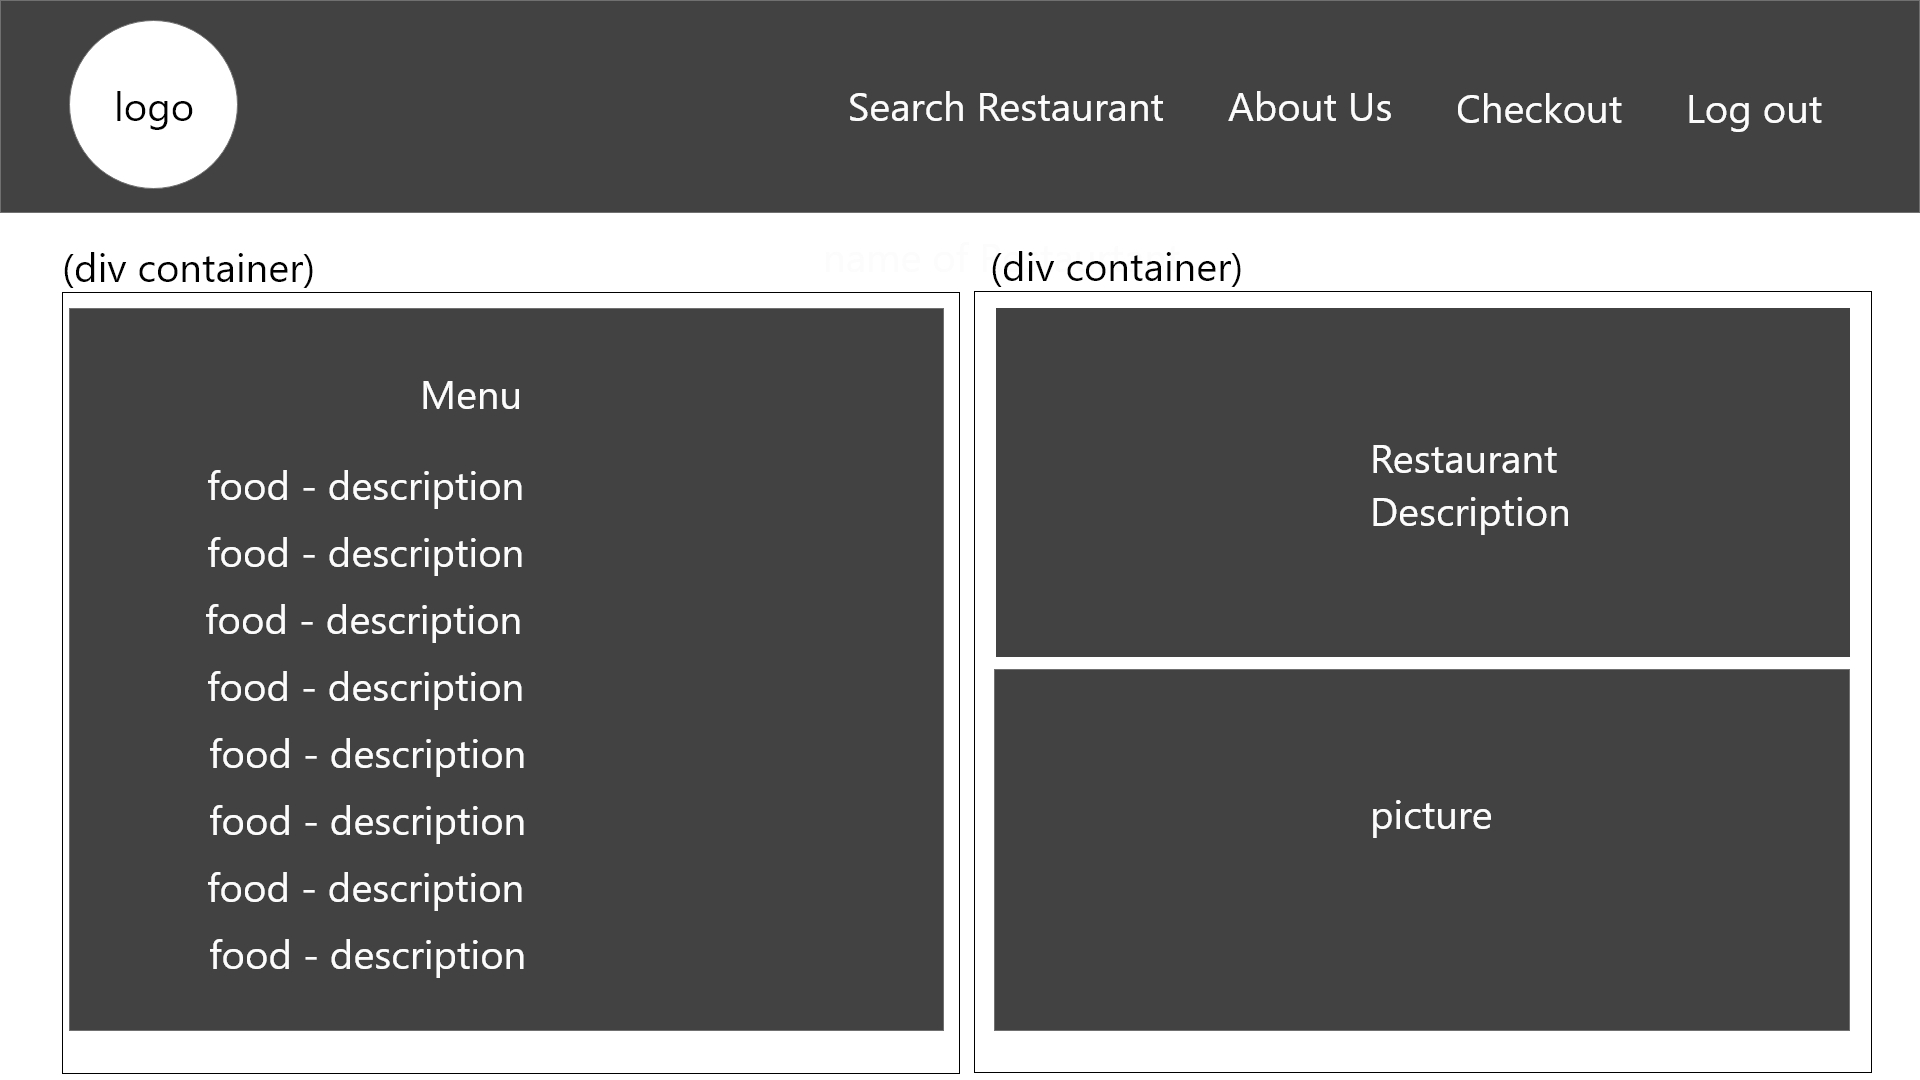 logo
Search Restaurant
About Us
Checkout
Log out
name of
(div container)
(div container)
Menu
food - description
food - description
food - description
food - description
food - description
food - description
food - description
food - description
Restaurant
Description
picture